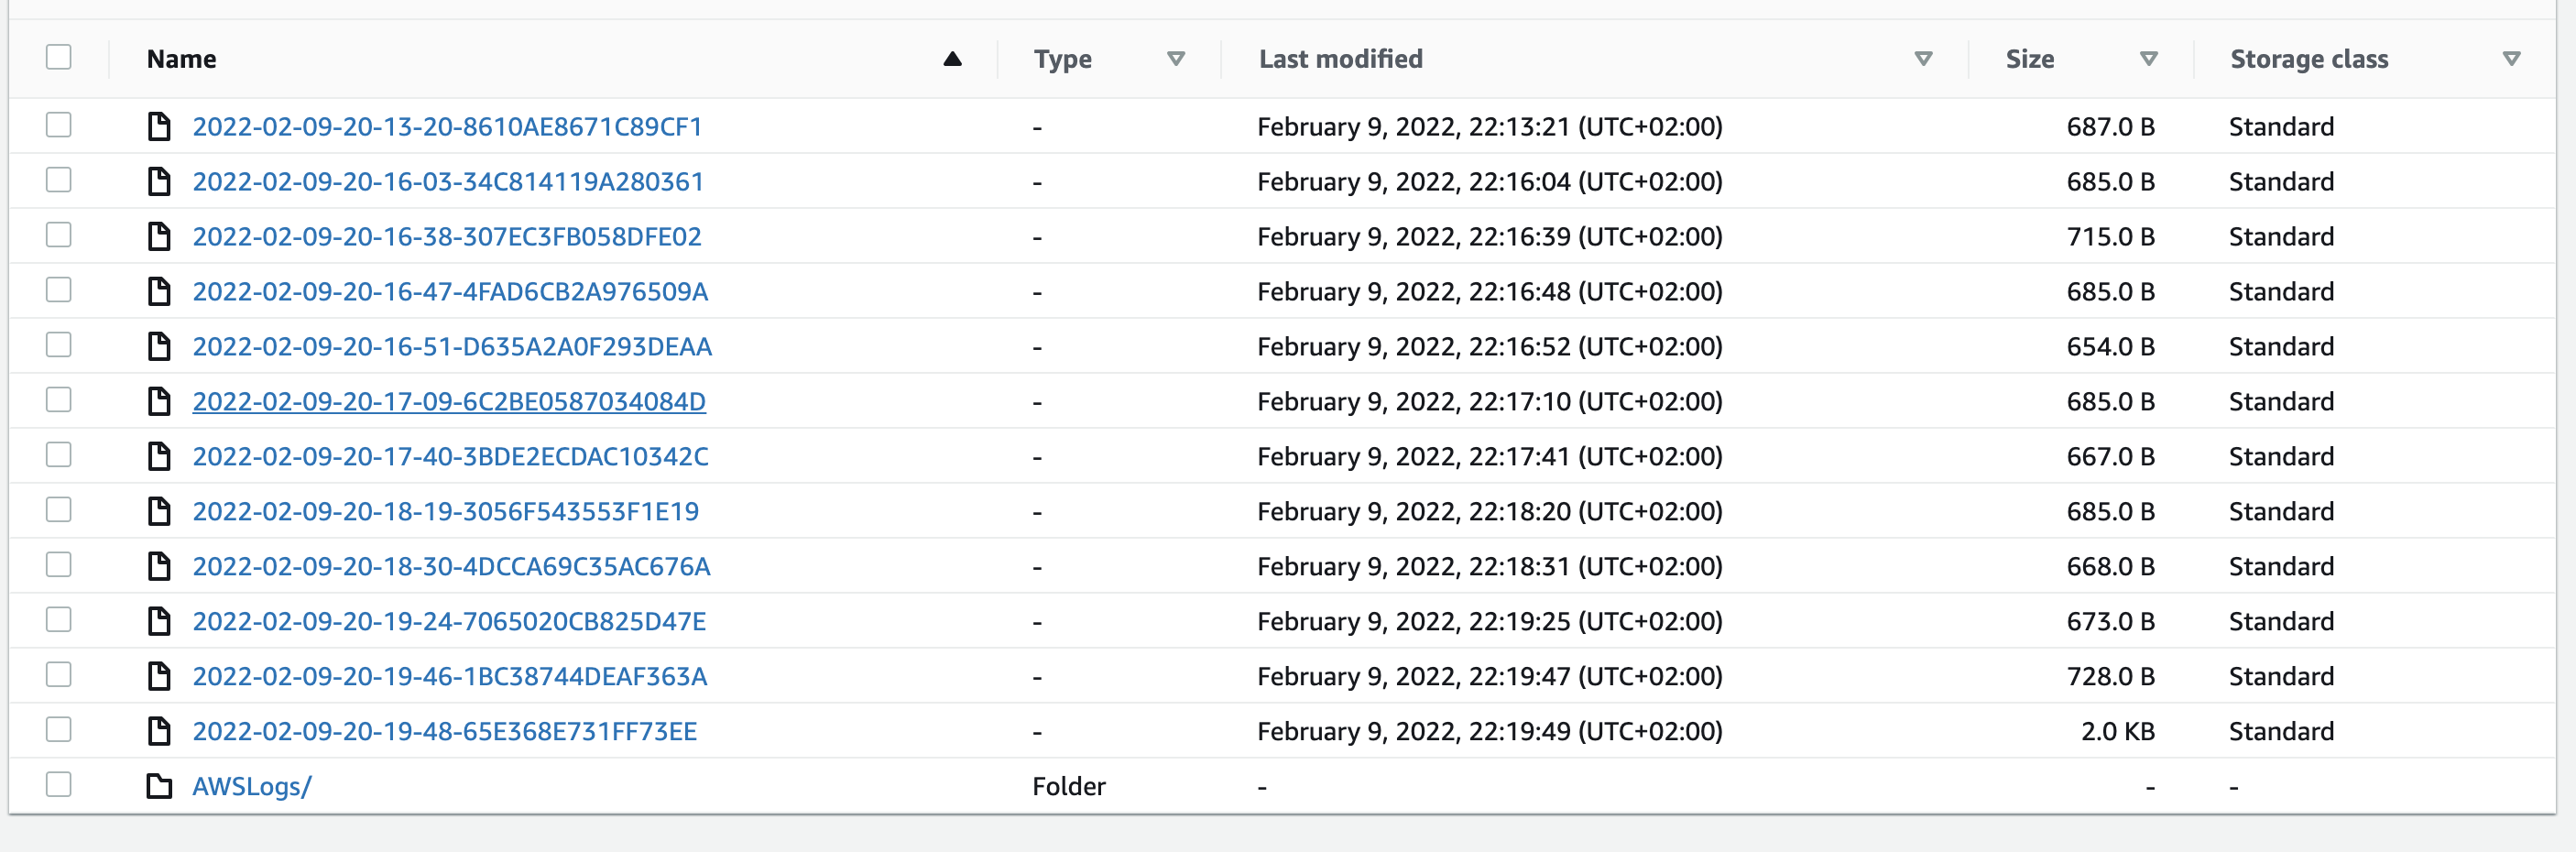 Name Type Last modified Size Storage class
2022-02-09-20-13-20-8610AE8671C89CF1 - February 9, 2022, 22:13:21 (UTC+02:00) 687.0 B Standard
2022-02-09-20-16-03-34C814119A280361 - February 9, 2022, 22:16:04 (UTC+02:00) 685.0 B Standard
2022-02-09-20-16-38-307EC3FB058DFE02 - February 9, 2022, 22:16:39 (UTC+02:00) 715.0 B Standard
2022-02-09-20-16-47-4FAD6CB2A976509A - February 9, 2022, 22:16:48 (UTC+02:00) 685.0 B Standard
2022-02-09-20-16-51-D635A2A0F293DEAA - February 9, 2022, 22:16:52 (UTC+02:00) 654.0 B Standard
2022-02-09-20-17-09-6C2BE0587034084D - February 9, 2022, 22:17:10 (UTC+02:00) 685.0 B Standard
2022-02-09-20-17-40-3BDE2ECDAC10342C - February 9, 2022, 22:17:41 (UTC+02:00) 667.0 B Standard
2022-02-09-20-18-19-3056F543553F1E19 - February 9, 2022, 22:18:20 (UTC+02:00) 685.0 B Standard
2022-02-09-20-18-30-4DCCA69C35AC676A - February 9, 2022, 22:18:31 (UTC+02:00) 668.0 B Standard
2022-02-09-20-19-24-7065020CB825D47E - February 9, 2022, 22:19:25 (UTC+02:00) 673.0 B Standard
2022-02-09-20-19-46-1BC38744DEAF363A - February 9, 2022, 22:19:47 (UTC+02:00) 728.0 B Standard
2022-02-09-20-19-48-65E368E731FF73EE - February 9, 2022, 22:19:49 (UTC+02:00) 2.0 KB Standard
AWSLogs/ Folder - - -